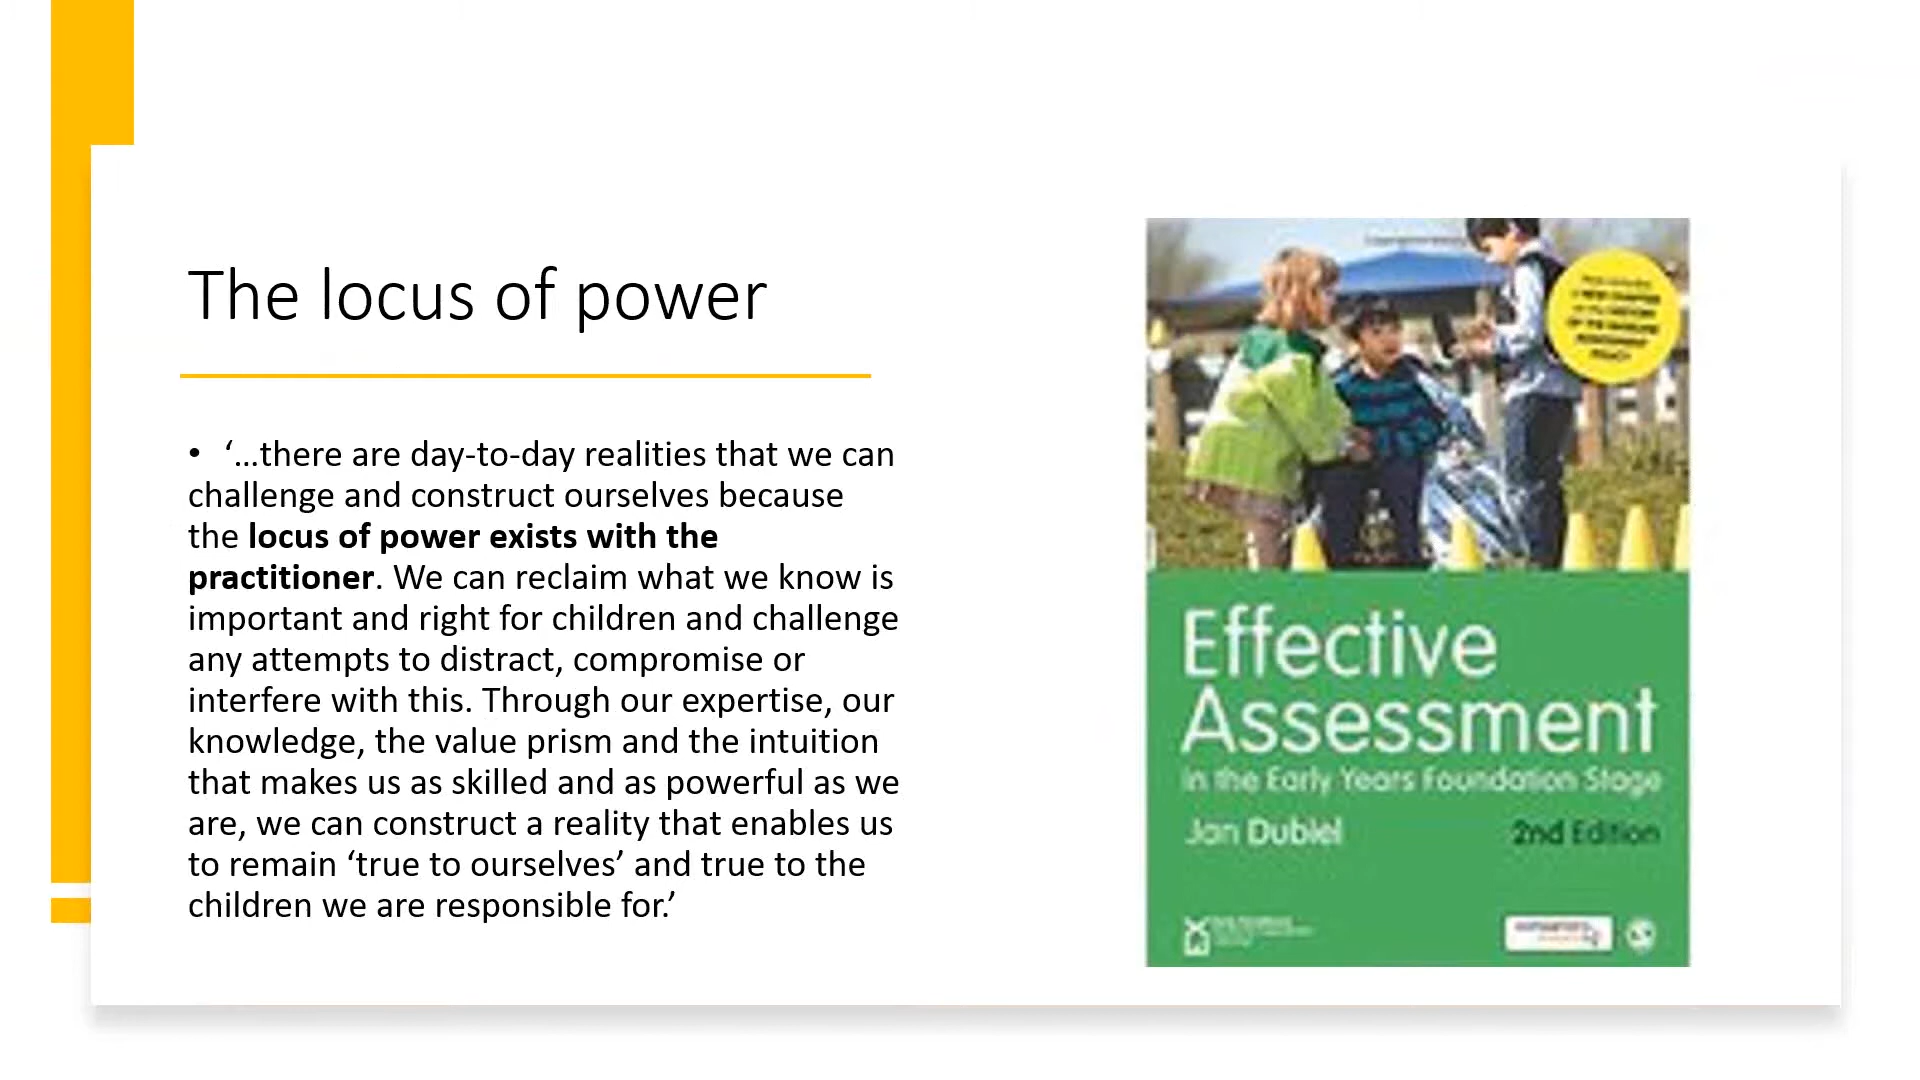 The locus of power
• ‘…there are day-to-day realities that we can
challenge and construct ourselves because
the locus of power exists with the
practitioner. We can reclaim what we know is
important and right for children and challenge
any attempts to distract, compromise or
interfere with this. Through our expertise, our
knowledge, the value prism and the intuition
that makes us as skilled and as powerful as we
are, we can construct a reality that enables us
to remain ‘true to ourselves’ and true to the
children we are responsible for.’
Effective
Assessment
in the Early Years Foundation Stage
Jan Dubiel
2nd Edition